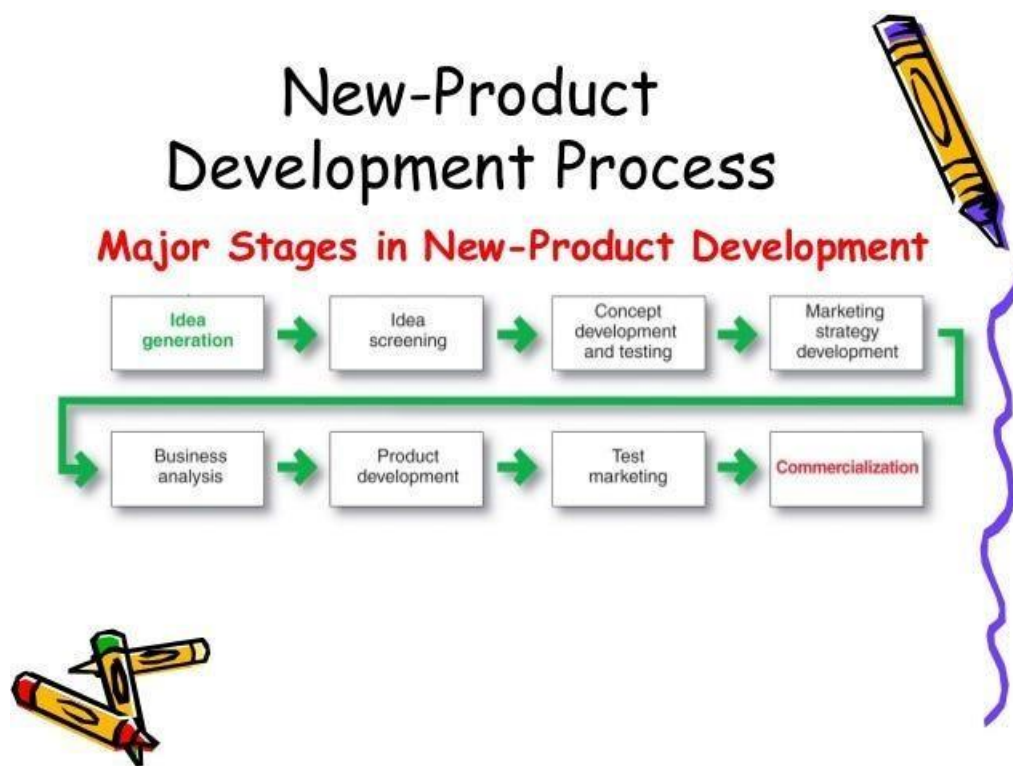 New-Product
Development Process
Major Stages in New-Product Development
Idea
generation
Idea
screening
Concept
development
and testing
Marketing
strategy
development
Business
analysis
Product
development
Test
marketing
Commercialization